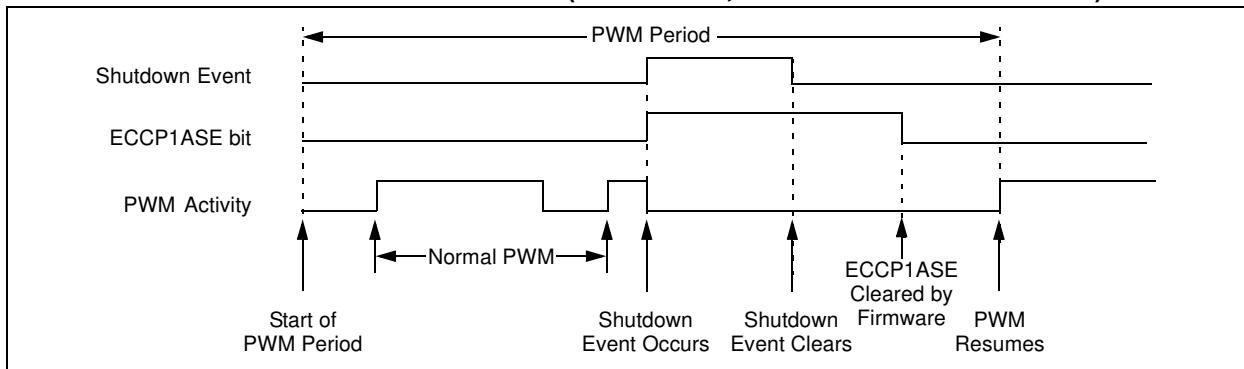 PWM Period
Shutdown Event
ECCP1ASE bit
PWM Activity
Normal PWM
Start of
PWM Period
Shutdown
Event Occurs
Shutdown
Event Clears
ECCP1ASE
Cleared by
Firmware
PWM
Resumes